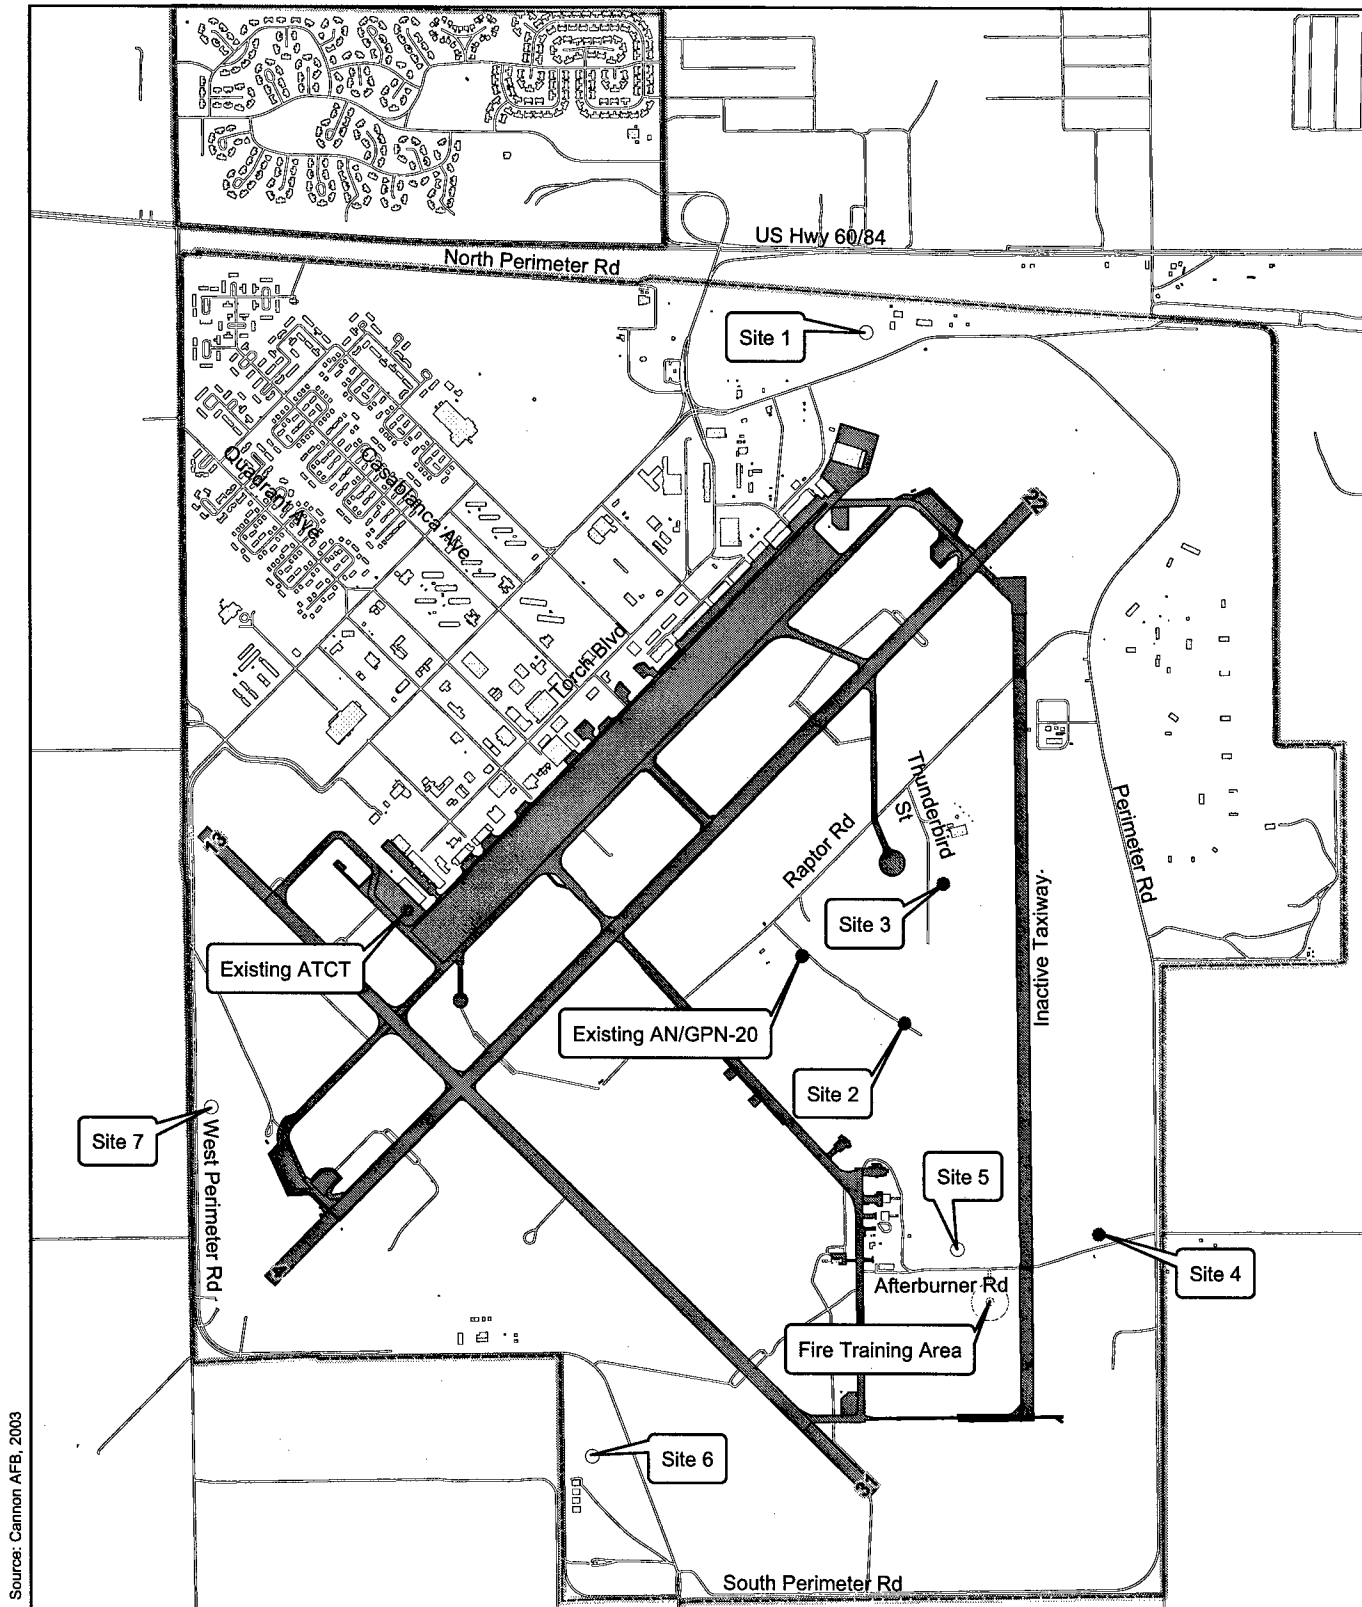 US Hwy 60/84
North Perimeter Rd
Site 1
Quadrant Ave
Casablanca Ave
22
Torch Blvd
Thunderbird
St
Perimeter Rd
13
Raptor Rd
Inactive Taxiway
Site 3
Existing ATCT
Existing AN/GPN-20
Site 2
Site 7
West Perimeter Rd
Site 5
4
Site 4
Afterburner Rd
Fire Training Area
Site 6
31
South Perimeter Rd
Source: Cannon AFB, 2003